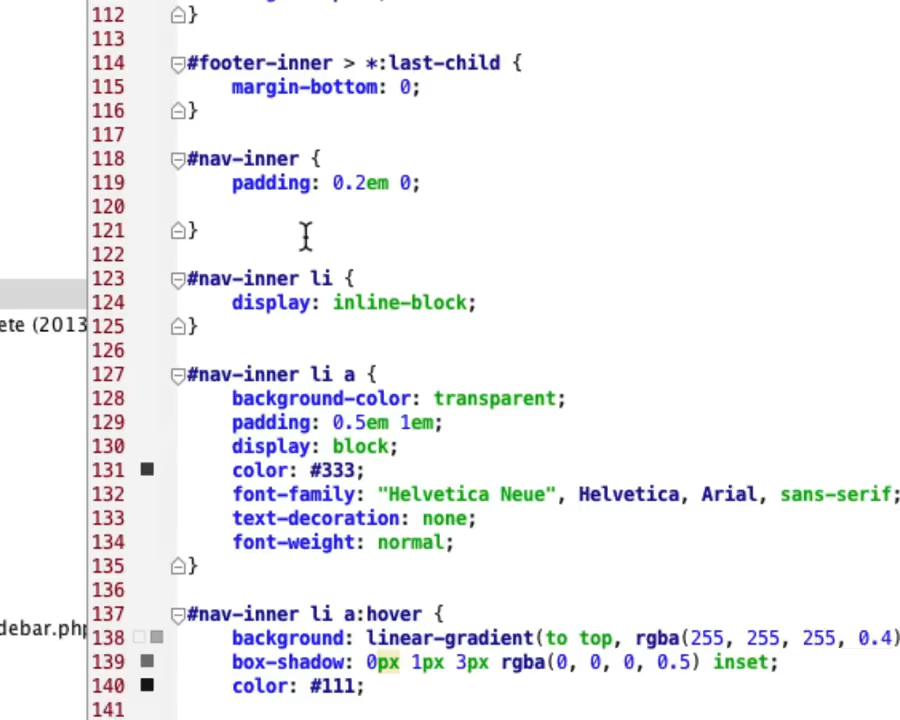 112 }
113
114 #footer-inner > *:last-child {
115 margin-bottom: 0;
116 }
117
118 #nav-inner {
119 padding: 0.2em 0;
120
121 }
122
123 #nav-inner li {
124 display: inline-block;
ete (2013
125 }
126
127 #nav-inner li a {
128 background-color: transparent;
129 padding: 0.5em 1em;
130 display: block;
131 color: #333;
132 font-family: "Helvetica Neue", Helvetica, Arial, sans-serif;
133 text-decoration: none;
134 font-weight: normal;
135 }
136
137 #nav-inner li a:hover {
debar.php
138 background: linear-gradient(to top, rgba(255, 255, 255, 0.4)
139 box-shadow: 0px 1px 3px rgba(0, 0, 0, 0.5) inset;
140 color: #111;
141